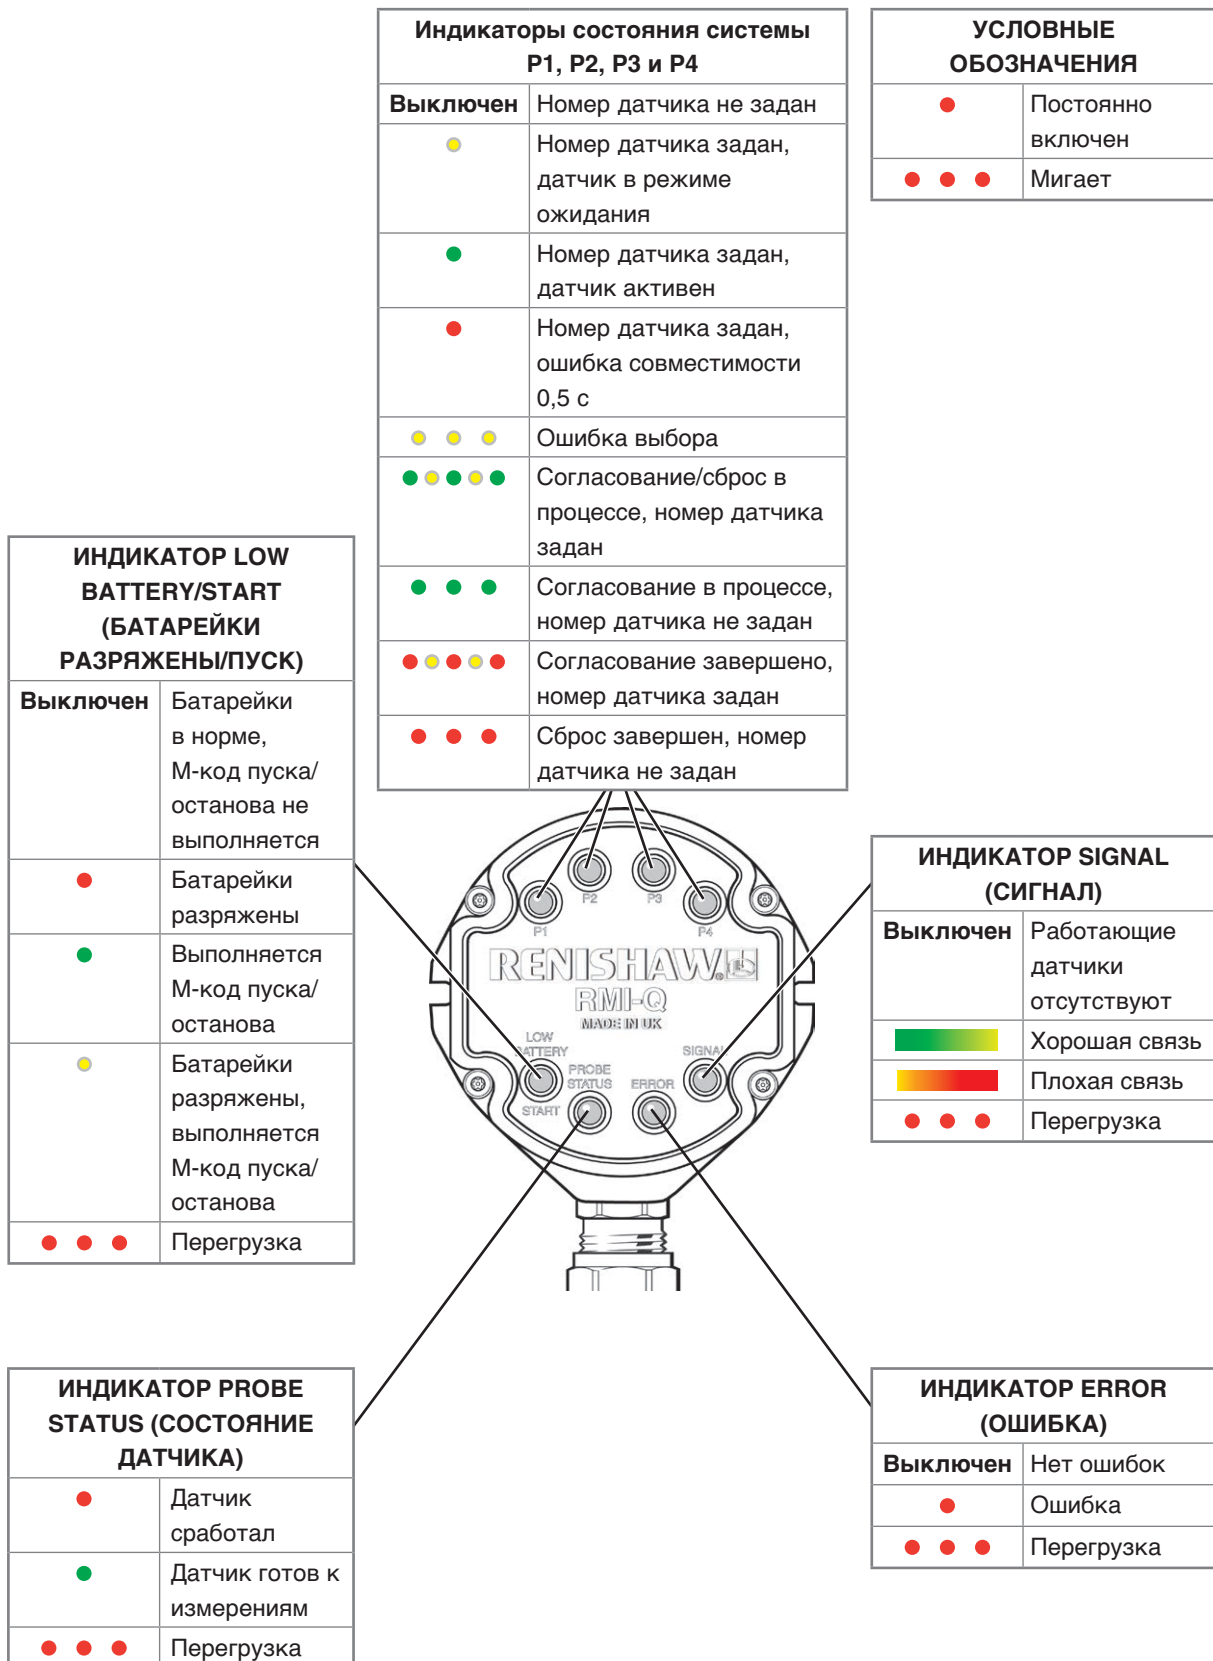 Индикаторы состояния системы
P1, P2, P3 и P4
Выключен Номер датчика не задан
Номер датчика задан,
датчик в режиме
ожидания
Номер датчика задан,
датчик активен
Номер датчика задан,
ошибка совместимости
0,5 с
Ошибка выбора
Согласование/сброс в
процессе, номер датчика
задан
Согласование в процессе,
номер датчика не задан
Согласование завершено,
номер датчика задан
Сброс завершен, номер
датчика не задан
УСЛОВНЫЕ
ОБОЗНАЧЕНИЯ
Постоянно
включен
Мигает
ИНДИКАТОР LOW
BATTERY/START
(БАТАРЕЙКИ
РАЗРЯЖЕНЫ/ПУСК)
Выключен Батарейки
в норме,
М-код пуска/
останова не
выполняется
Батарейки
разряжены
Выполняется
М-код пуска/
останова
Батарейки
разряжены,
выполняется
М-код пуска/
останова
Перегрузка
P1
P2
P3
P4
RENISHAW
RMI-Q
MADE IN UK
LOW
BATTERY
START
PROBE
STATUS
ERROR
SIGNAL
ИНДИКАТОР SIGNAL
(СИГНАЛ)
Выключен Работающие
датчики
отсутствуют
Хорошая связь
Плохая связь
Перегрузка
ИНДИКАТОР PROBE
STATUS (СОСТОЯНИЕ
ДАТЧИКА)
Датчик
сработал
Датчик готов к
измерениям
Перегрузка
ИНДИКАТОР ERROR
(ОШИБКА)
Выключен Нет ошибок
Ошибка
Перегрузка